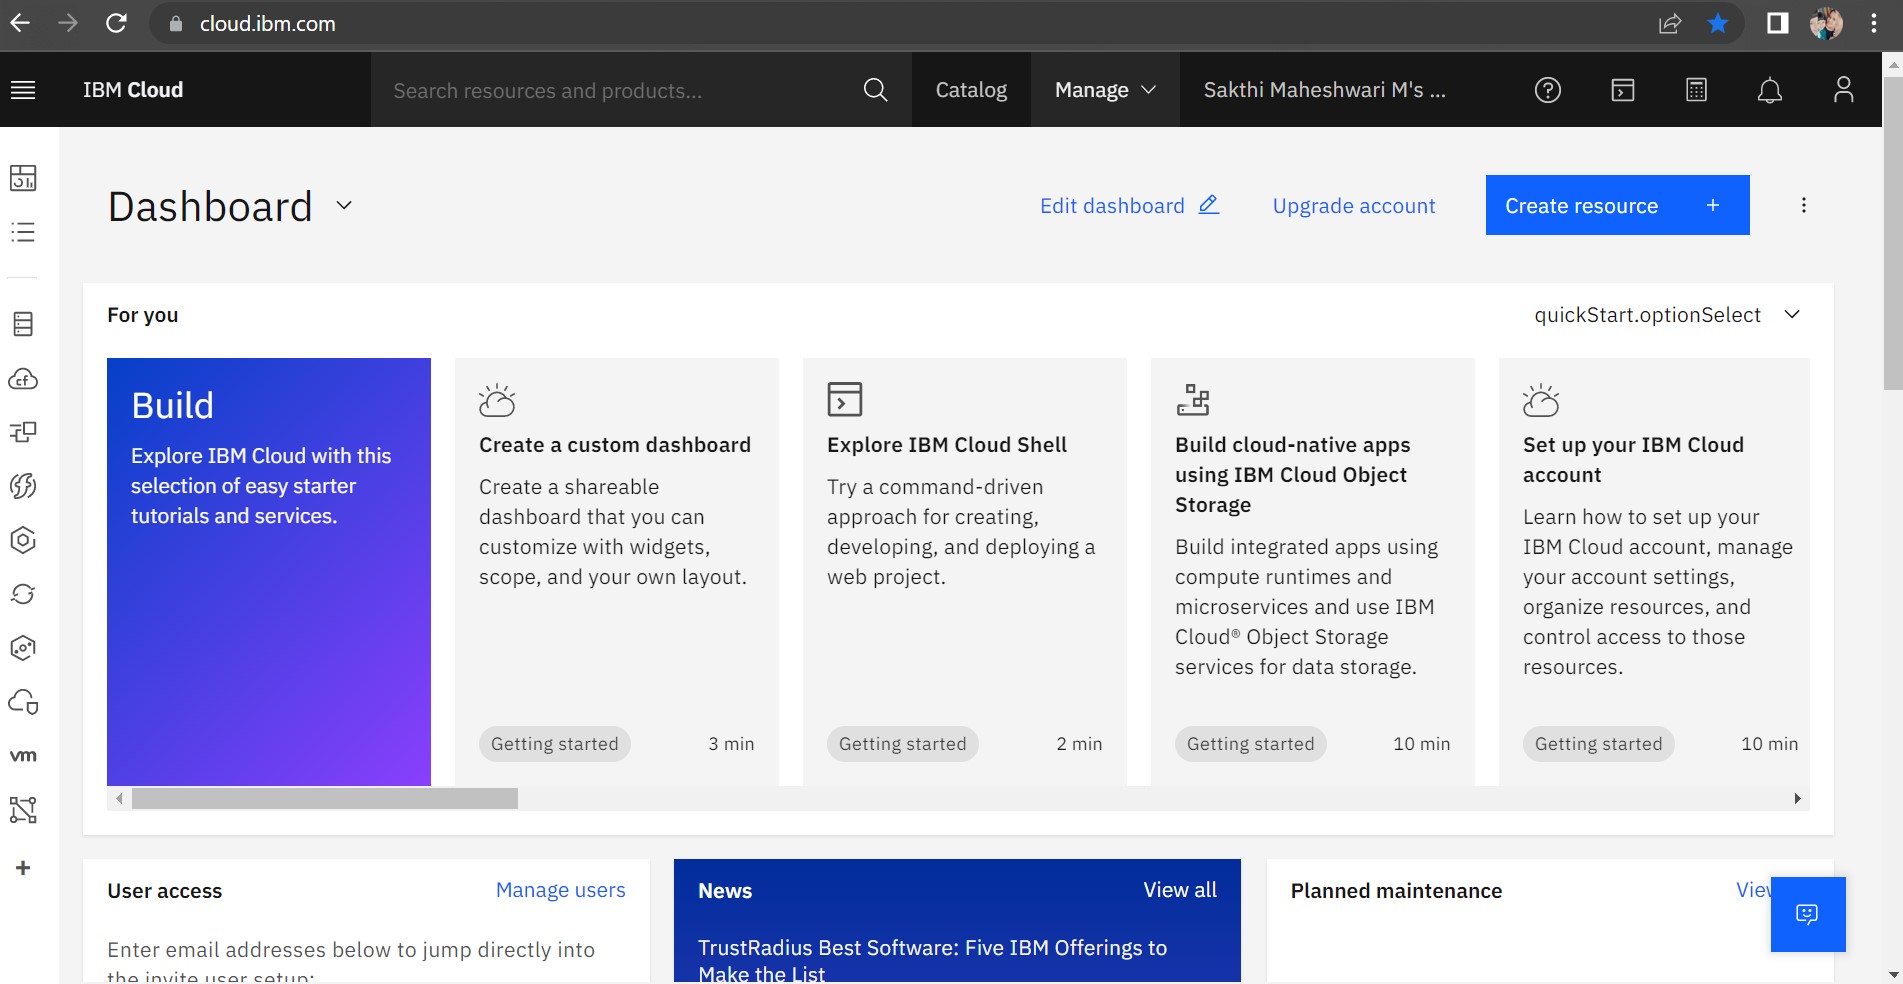 cloud.ibm.com
IBM Cloud
Search resources and products...
Catalog
Manage
Sakthi Maheshwari M's ...
Dashboard
Edit dashboard
Upgrade account
Create resource +
For you
quickStart.optionSelect
Build
Explore IBM Cloud with this
selection of easy starter
tutorials and services.
Create a custom dashboard
Create a shareable
dashboard that you can
customize with widgets,
scope, and your own layout.
Getting started
3 min
Explore IBM Cloud Shell
Try a command-driven
approach for creating,
developing, and deploying a
web project.
Getting started
2 min
Build cloud-native apps
using IBM Cloud Object
Storage
Build integrated apps using
compute runtimes and
microservices and use IBM
Cloud® Object Storage
services for data storage.
Getting started
10 min
Set up your IBM Cloud
account
Learn how to set up your
IBM Cloud account, manage
your account settings,
organize resources, and
control access to those
resources.
Getting started
10 min
cf
vm
User access
Manage users
Enter email addresses below to jump directly into
the invite user setup:
News
View all
TrustRadius Best Software: Five IBM Offerings to
Make the List
Planned maintenance